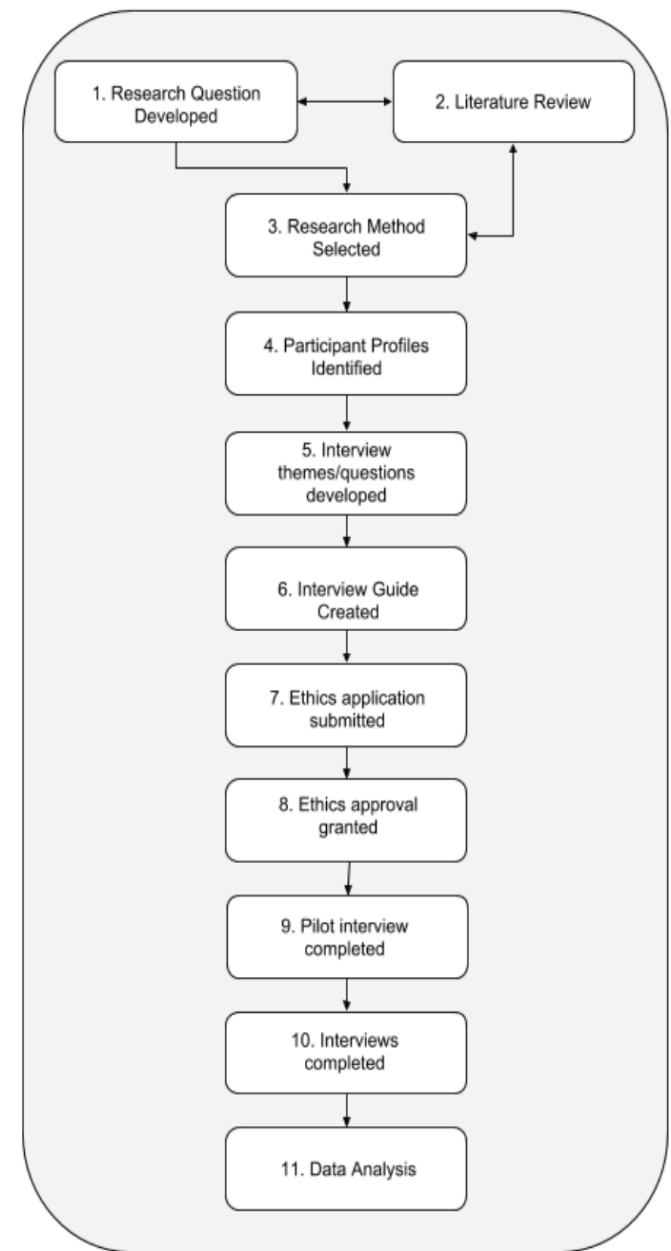 1. Research Question
Developed
2. Literature Review
3. Research Method
Selected
4. Participant Profiles
Identified
5. Interview
themes/questions
developed
6. Interview Guide
Created
7. Ethics application
submitted
8. Ethics approval
granted
9. Pilot interview
completed
10. Interviews
completed
11. Data Analysis